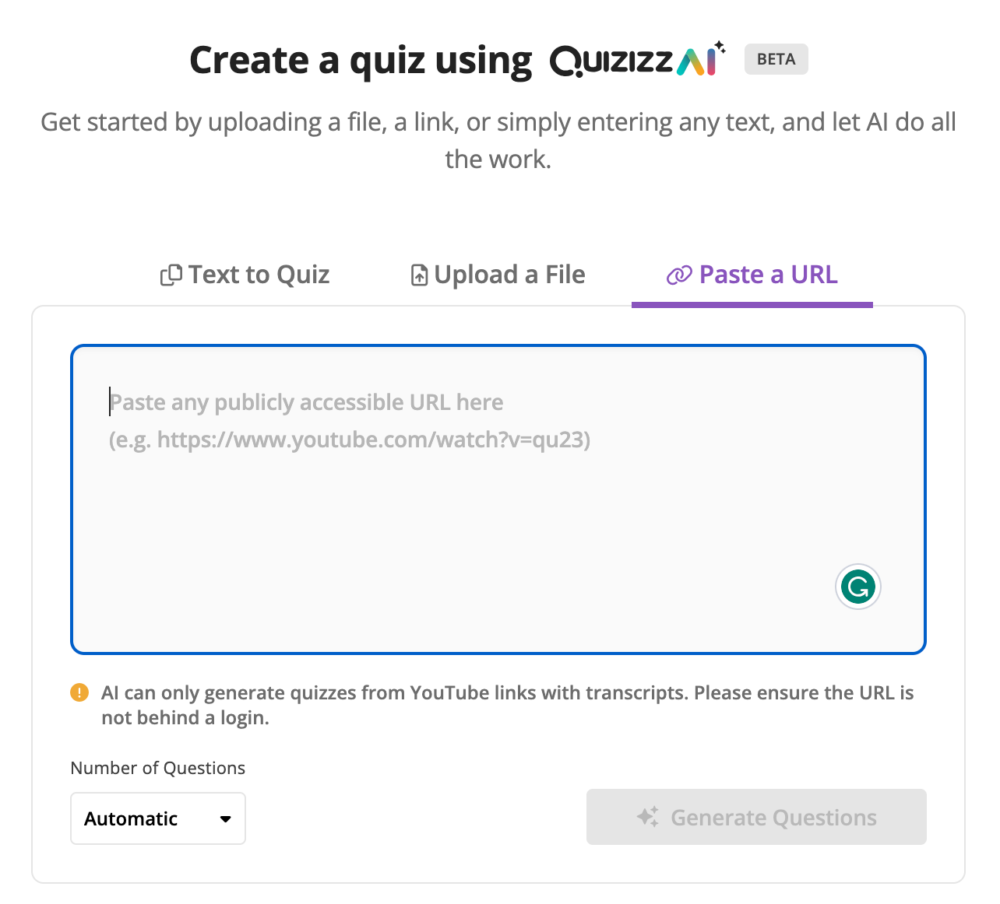 Create a quiz using Quizizz AI BETA
Get started by uploading a file, a link, or simply entering any text, and let AI do all
the work.
Text to Quiz
Upload a File
Paste a URL
Paste any publicly accessible URL here
(e.g. https://www.youtube.com/watch?v=qu23)
AI can only generate quizzes from YouTube links with transcripts. Please ensure the URL is
not behind a login.
Number of Questions
Automatic
Generate Questions